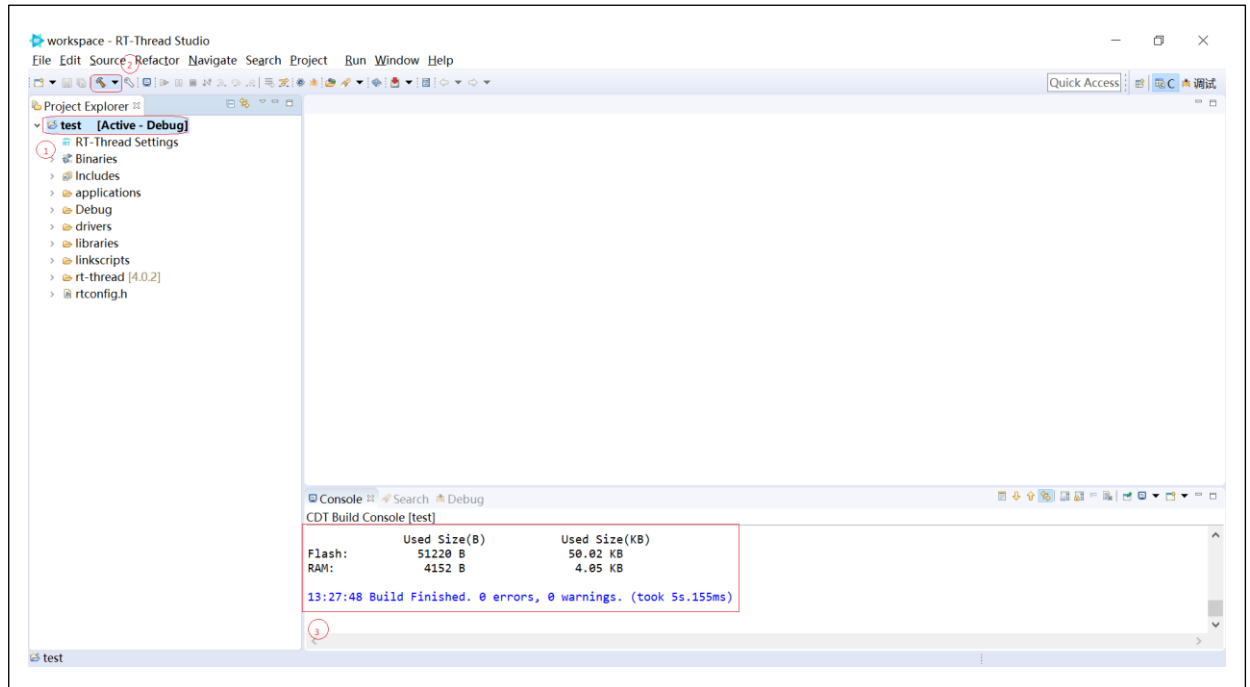 workspace - RT-Thread Studio
File Edit Source Refactor Navigate Search Project Run Window Help
2
Quick Access C 调试
Project Explorer
test [Active - Debug]
RT-Thread Settings
1
Binaries
Includes
applications
Debug
drivers
libraries
linkscripts
rt-thread [4.0.2]
rtconfig.h
Console Search Debug
CDT Build Console [test]
Used Size(B) Used Size(KB)
Flash: 51220 B 50.02 KB
RAM: 4152 B 4.05 KB
13:27:48 Build Finished. 0 errors, 0 warnings. (took 5s.155ms)
3
test